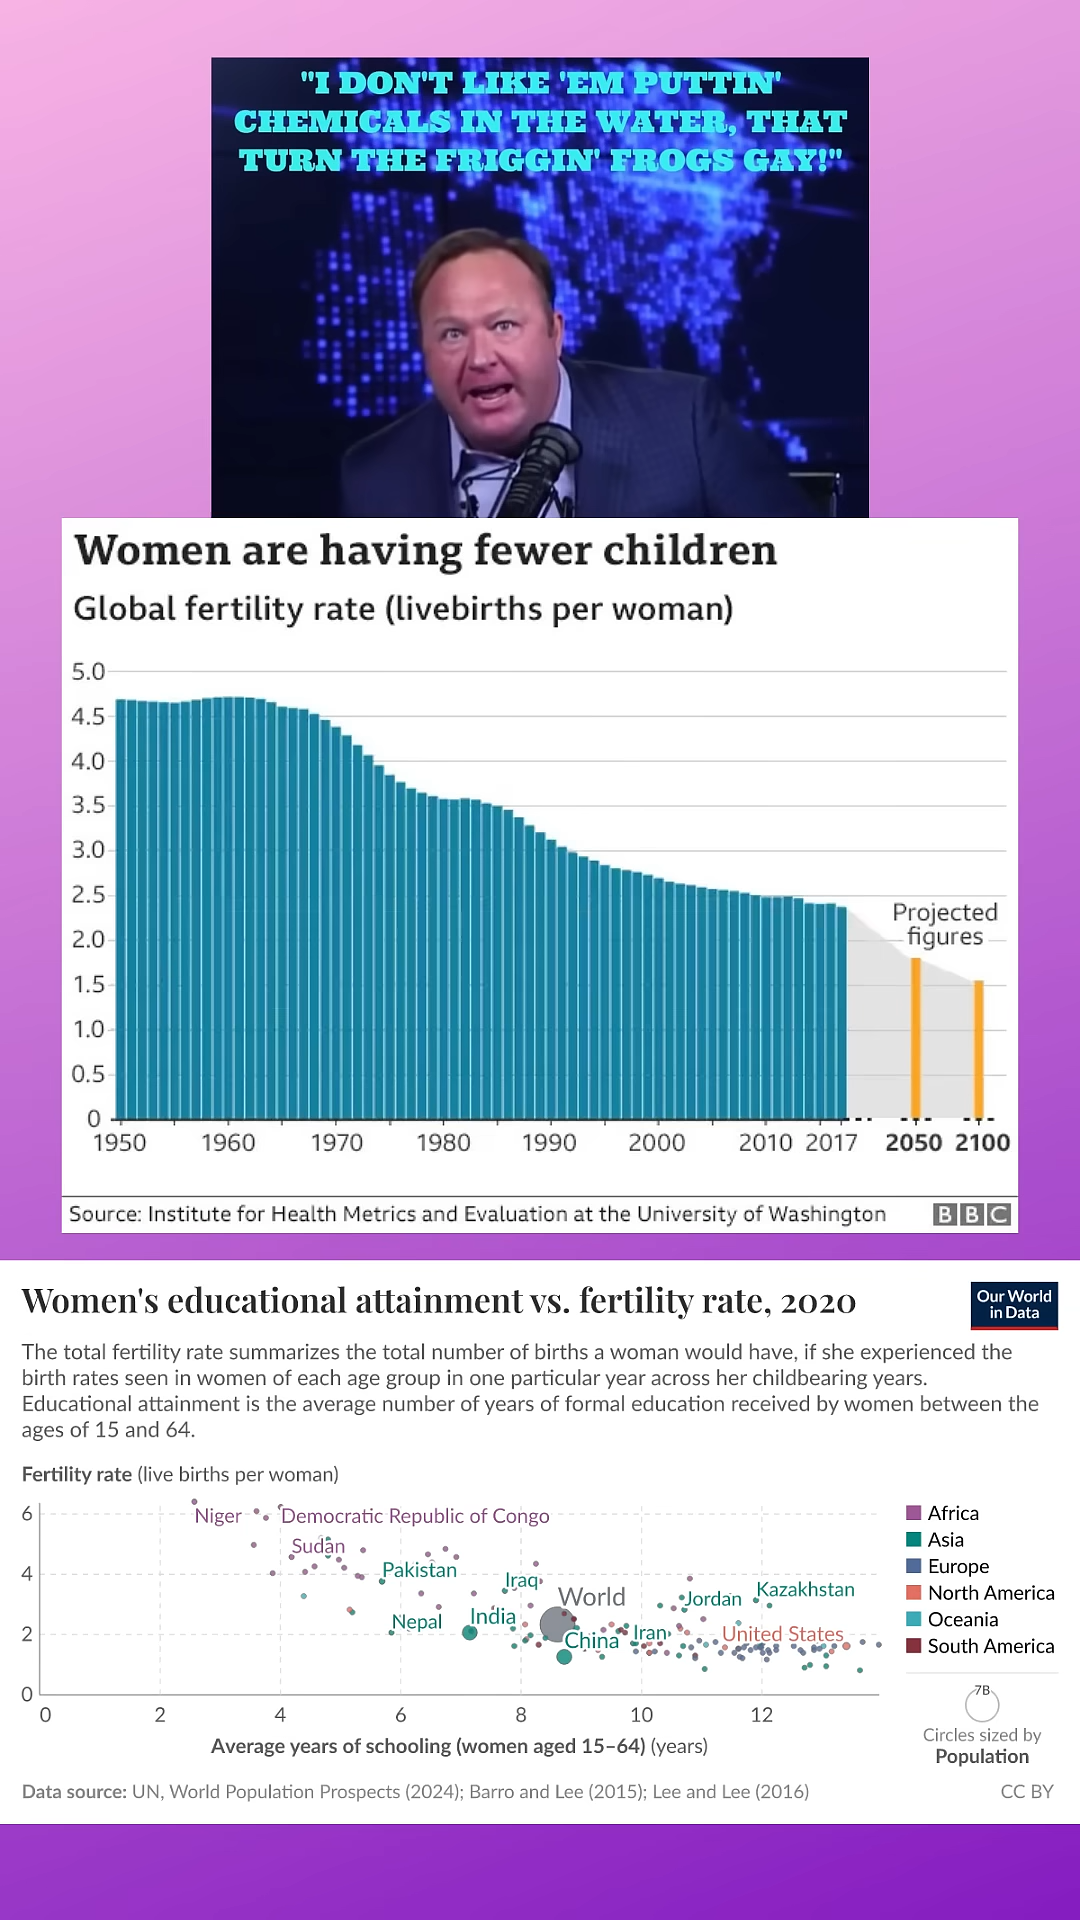 "I DON'T LIKE 'EM PUTTIN'
CHEMICALS IN THE WATER, THAT
TURN THE FRIGGIN' FROGS GAY!"
Women are having fewer children
Global fertility rate (livebirths per woman)
5.0
4.5
4.0
3.5
3.0
2.5
2.0
1.5
1.0
0.5
0
Projected
figures
1950 1960 1970 1980 1990 2000 2010 2017 2050 2100
Source: Institute for Health Metrics and Evaluation at the University of Washington BBC
Women's educational attainment vs. fertility rate, 2020
Our World
in Data
The total fertility rate summarizes the total number of births a woman would have, if she experienced the
birth rates seen in women of each age group in one particular year across her childbearing years.
Educational attainment is the average number of years of formal education received by women between the
ages of 15 and 64.
Fertility rate (live births per woman)
6
4
2
0
Niger
Democratic Republic of Congo
Sudan
Pakistan
Iraq
World
Jordan
Kazakhstan
Nepal
India
China
Iran
United States
0 2 4 6 8 10 12
Average years of schooling (women aged 15–64) (years)
Africa
Asia
Europe
North America
Oceania
South America
7B
Circles sized by
Population
Data source: UN, World Population Prospects (2024); Barro and Lee (2015); Lee and Lee (2016)
CC BY